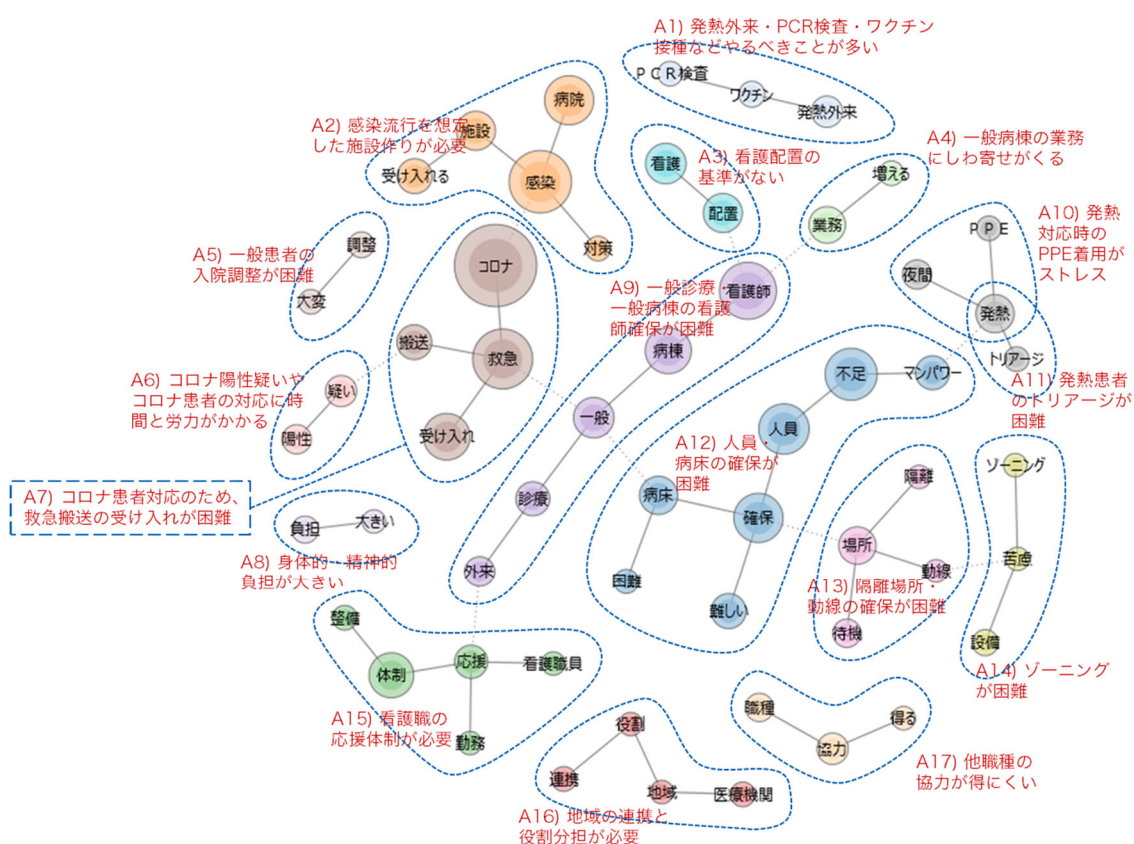 A1) 発熱外来・PCR検査・ワクチン
接種などやるべきことが多い
ＰＣＲ検査
ワクチン
発熱外来
病院
施設
A2) 感染流行を想定
した施設作りが必要
受け入れる
感染
対策
看護
配置
A3) 看護配置の
基準がない
A4) 一般病棟の業務
にしわ寄せがくる
増える
業務
A5) 一般患者の
入院調整が困難
調整
大変
コロナ
搬送
救急
受け入れ
A10) 発熱
対応時の
PPE着用が
ストレス
ＰＰＥ
夜間
発熱
トリアージ
A11) 発熱患者
のトリアージが
困難
A9) 一般診療・
一般病棟の看護
師確保が困難
看護師
病棟
一般
診療
外来
A6) コロナ陽性疑いや
コロナ患者の対応に時
間と労力がかかる
疑い
陽性
不足
マンパワー
人員
A12) 人員・
病床の確保が
困難
病床
確保
困難
難しい
A7) コロナ患者対応のため、
救急搬送の受け入れが困難
負担
大きい
A8) 身体的・精神的
負担が大きい
隔離
場所
動線
A13) 隔離場所・
動線の確保が困難
待機
ゾーニング
苦慮
設備
A14) ゾーニング
が困難
整備
体制
応援
看護職員
A15) 看護職の
応援体制が必要
勤務
役割
連携
地域
医療機関
A16) 地域の連携と
役割分担が必要
職種
得る
協力
A17) 他職種の
協力が得にくい